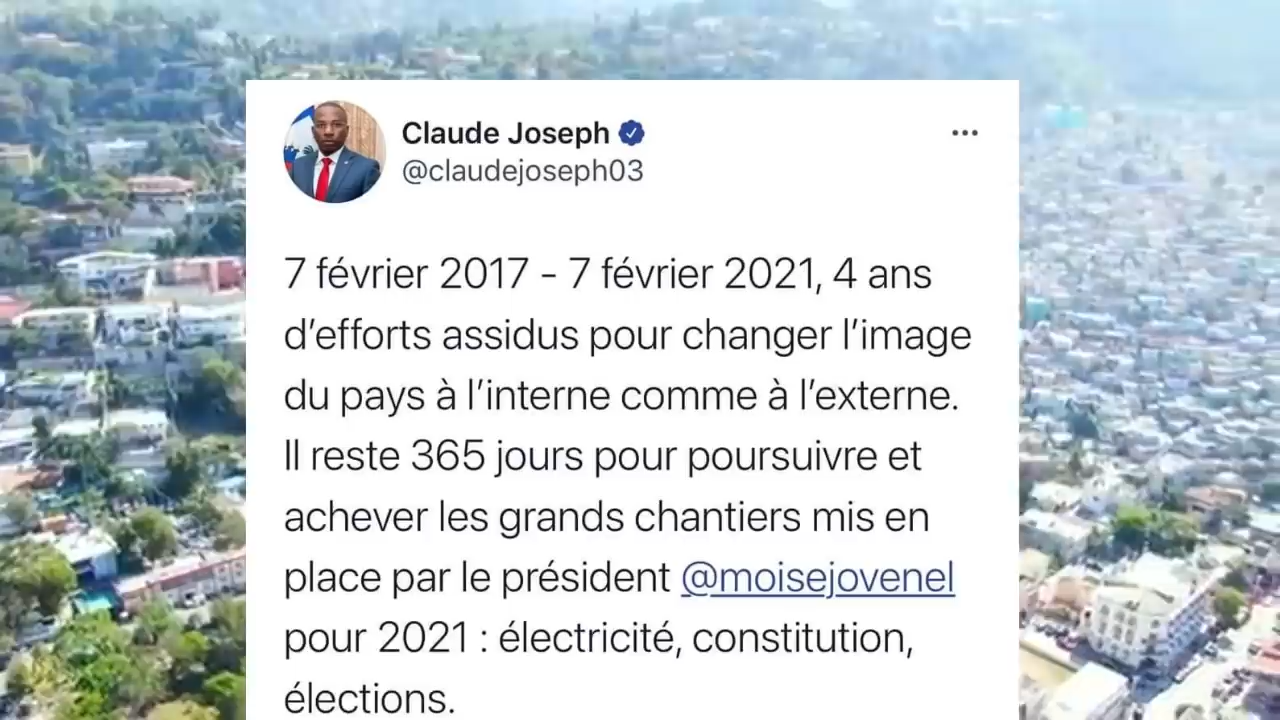 Claude Joseph
@claudejoseph03
7 février 2017 - 7 février 2021, 4 ans
d’efforts assidus pour changer l’image
du pays à l’interne comme à l’externe.
Il reste 365 jours pour poursuivre et
achever les grands chantiers mis en
place par le président @moisejovenel
pour 2021 : électricité, constitution,
élections.